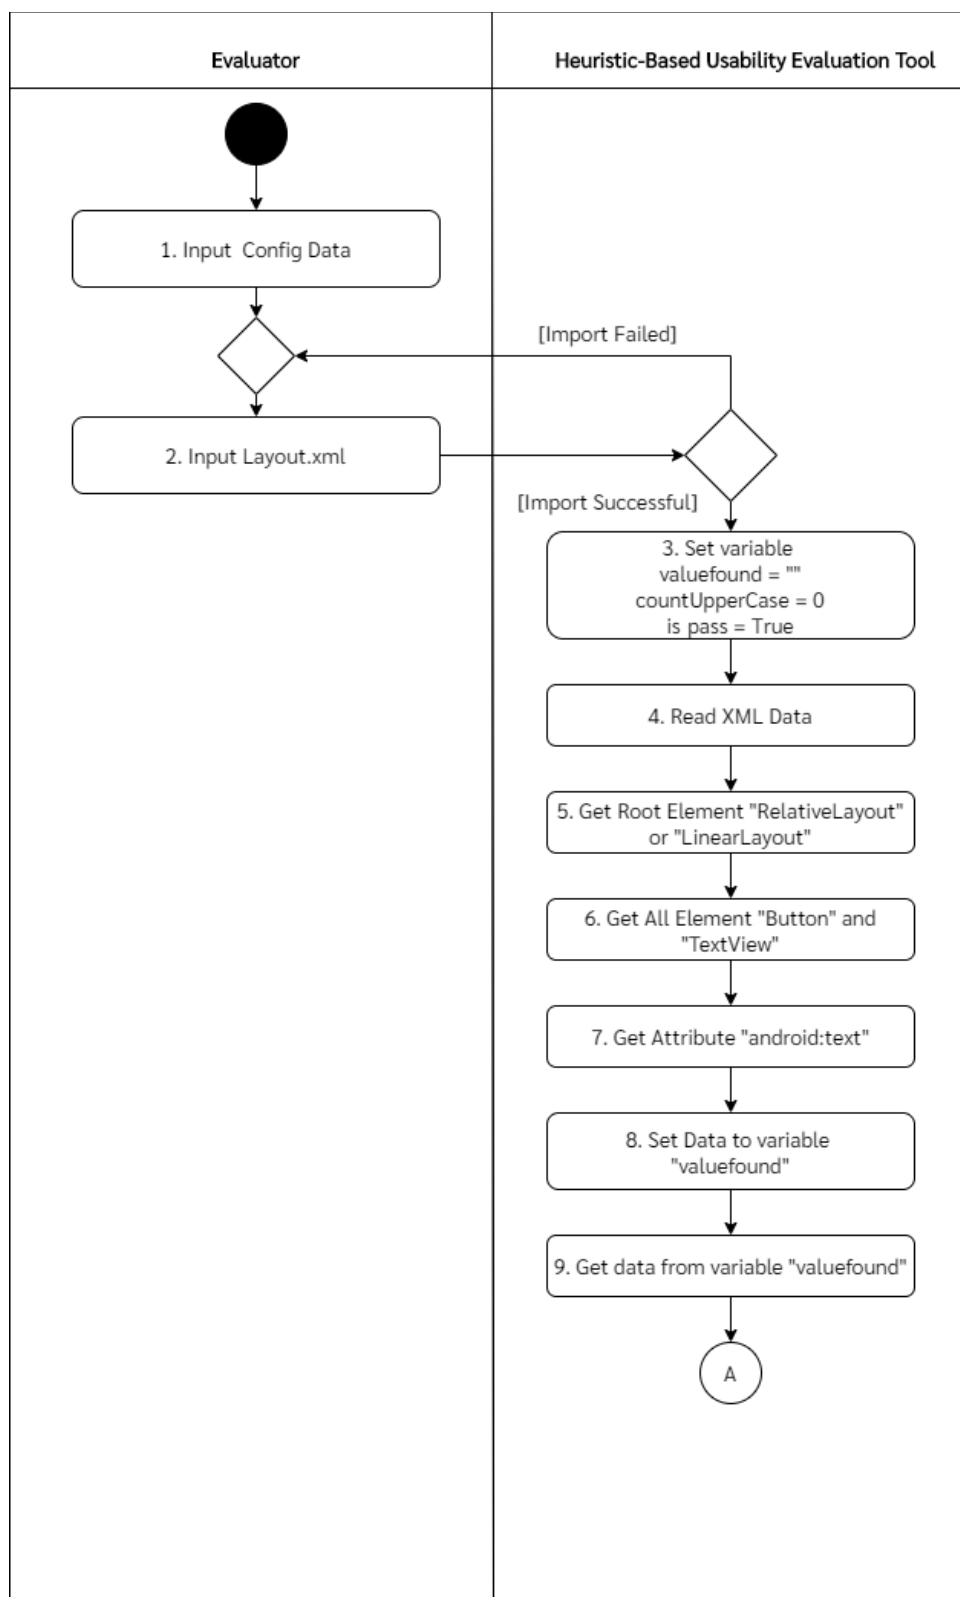 Evaluator
Heuristic-Based Usability Evaluation Tool
1. Input Config Data
[Import Failed]
2. Input Layout.xml
[Import Successful]
3. Set variable
valuefound = ""
countUpperCase = 0
is pass = True
4. Read XML Data
5. Get Root Element "RelativeLayout"
or "LinearLayout"
6. Get All Element "Button" and
"TextView"
7. Get Attribute "android:text"
8. Set Data to variable
"valuefound"
9. Get data from variable "valuefound"
A